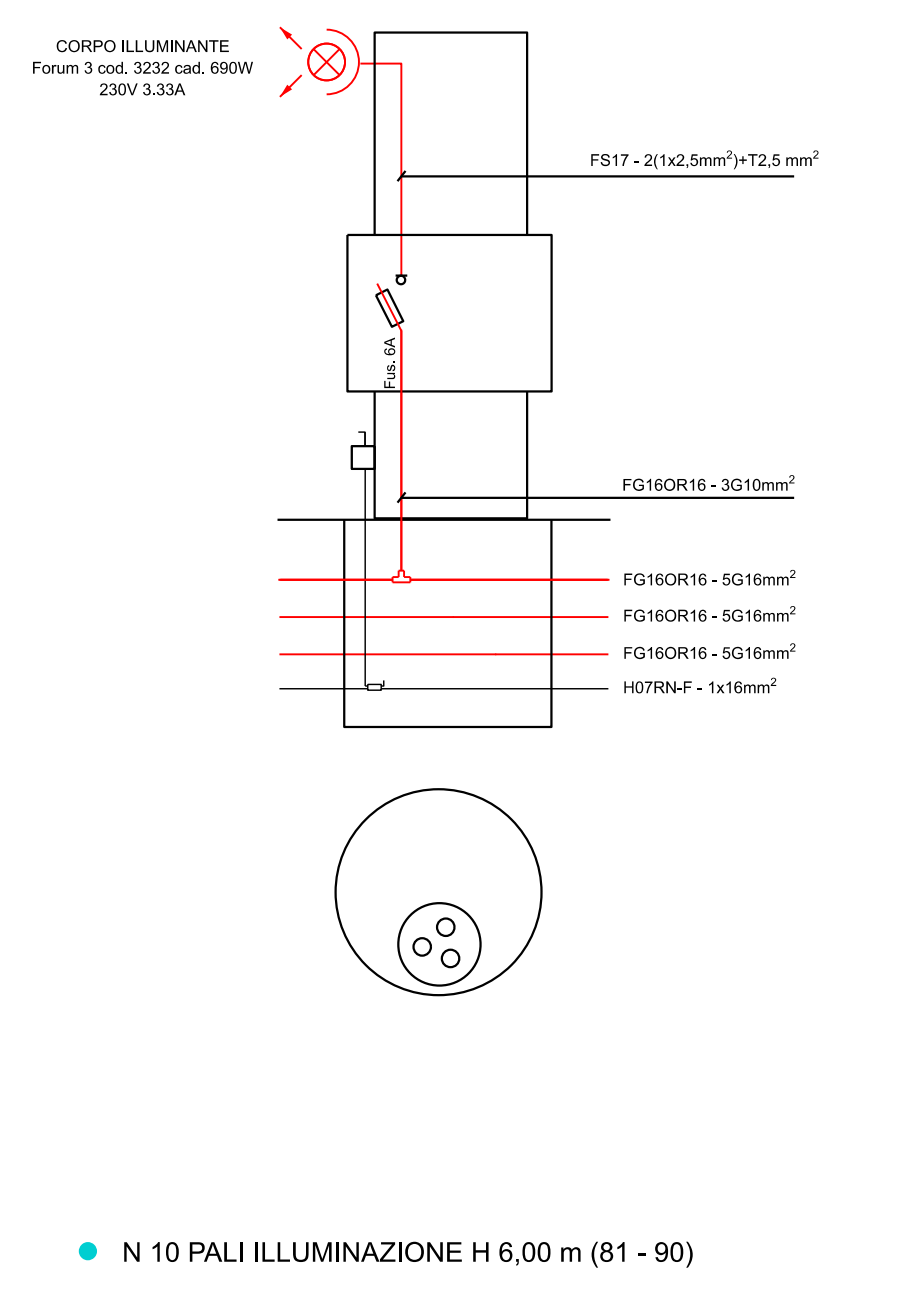 CORPO ILLUMINANTE
Forum 3 cod. 3232 cad. 690W
230V 3.33A
FS17 - 2(1x2,5mm²)+T2,5 mm²
Fus. 6A
FG16OR16 - 3G10mm²
FG16OR16 - 5G16mm²
FG16OR16 - 5G16mm²
FG16OR16 - 5G16mm²
H07RN-F - 1x16mm²
N 10 PALI ILLUMINAZIONE H 6,00 m (81 - 90)